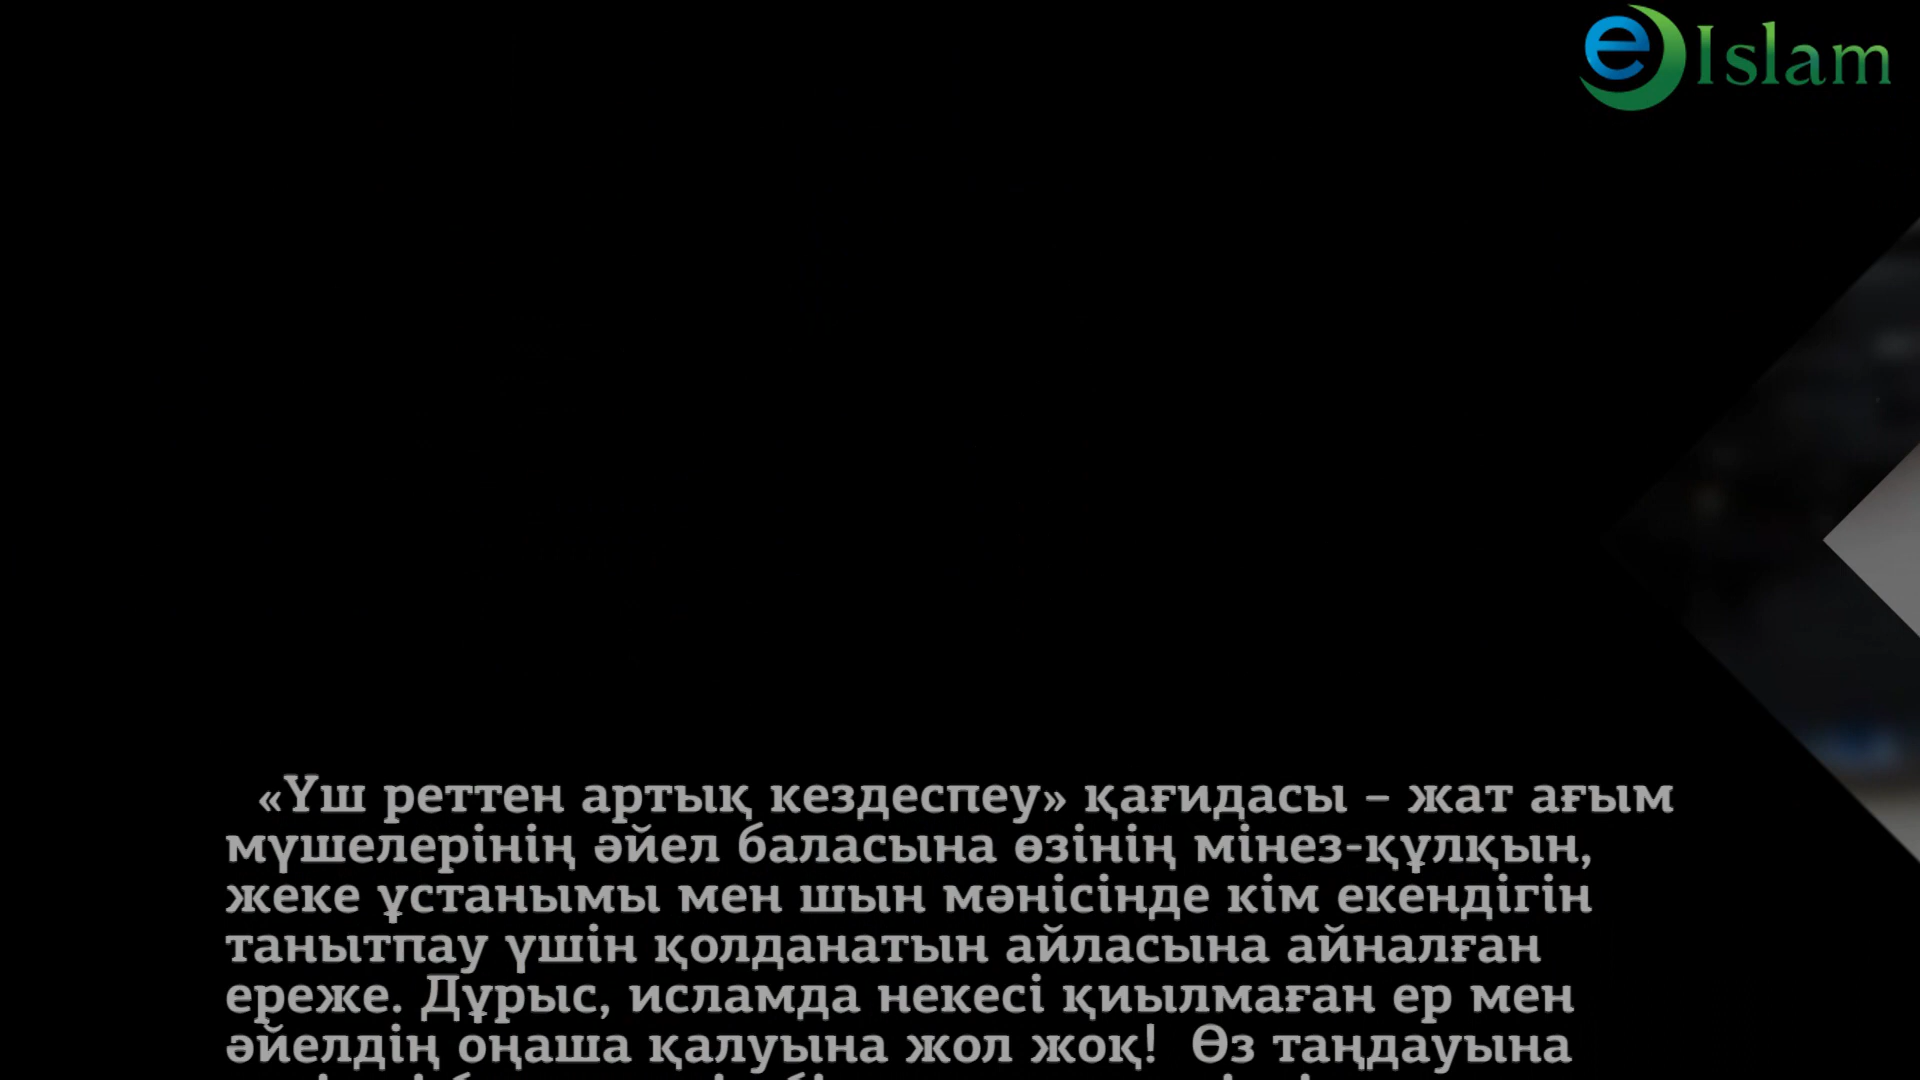 e Islam
«Үш реттен артық кездеспеу» қағидасы – жат ағым
мүшелерінің әйел баласына өзінің мінез-құлқын,
жеке ұстанымы мен шын мәнісінде кім екендігін
танытпау үшін қолданатын айласына айналған
ереже. Дұрыс, исламда некесі қиылмаған ер мен
әйелдің оңаша қалуына жол жоқ! Өз таңдауына